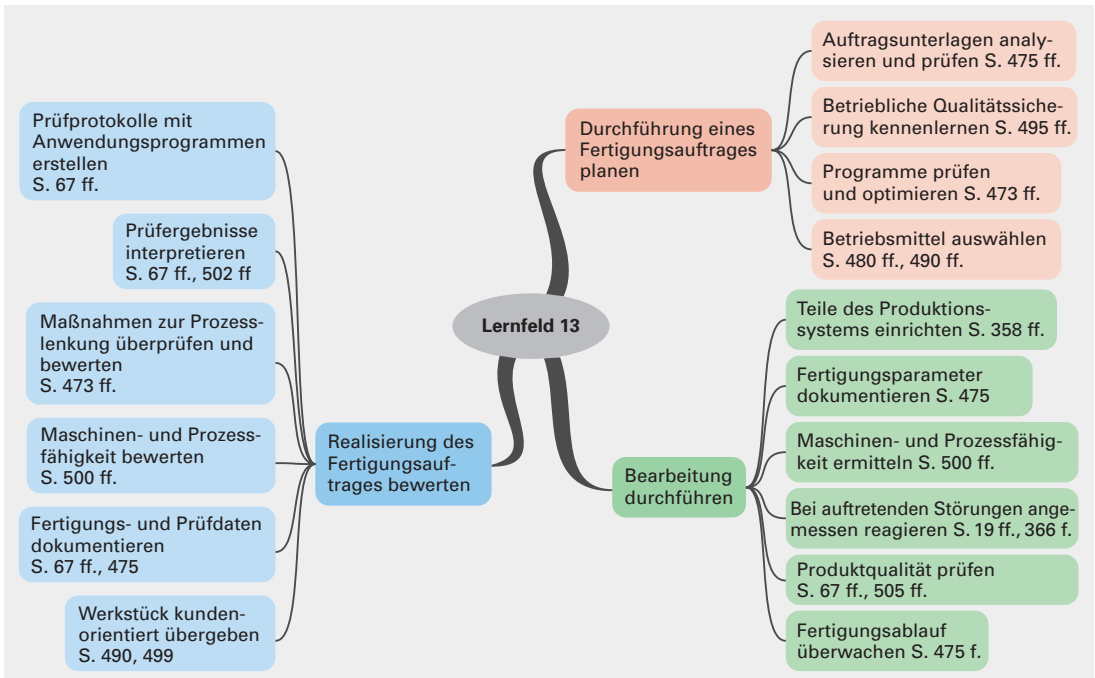 Lernfeld 13
Durchführung eines
Fertigungsauftrages
planen
Auftragsunterlagen analy-
sieren und prüfen S. 475 ff.
Betriebliche Qualitätssiche-
rung kennenlernen S. 495 ff.
Programme prüfen
und optimieren S. 473 ff.
Betriebsmittel auswählen
S. 480 ff., 490 ff.
Bearbeitung
durchführen
Teile des Produktions-
systems einrichten S. 358 ff.
Fertigungsparameter
dokumentieren S. 475
Maschinen- und Prozessfähig-
keit ermitteln S. 500 ff.
Bei auftretenden Störungen ange-
messen reagieren S. 19 ff., 366 f.
Produktqualität prüfen
S. 67 ff., 505 ff.
Fertigungsablauf
überwachen S. 475 f.
Realisierung des
Fertigungsauf-
trages bewerten
Prüfprotokolle mit
Anwendungsprogrammen
erstellen
S. 67 ff.
Prüfergebnisse
interpretieren
S. 67 ff., 502 ff
Maßnahmen zur Prozess-
lenkung überprüfen und
bewerten
S. 473 ff.
Maschinen- und Prozess-
fähigkeit bewerten
S. 500 ff.
Fertigungs- und Prüfdaten
dokumentieren
S. 67 ff., 475
Werkstück kunden-
orientiert übergeben
S. 490, 499